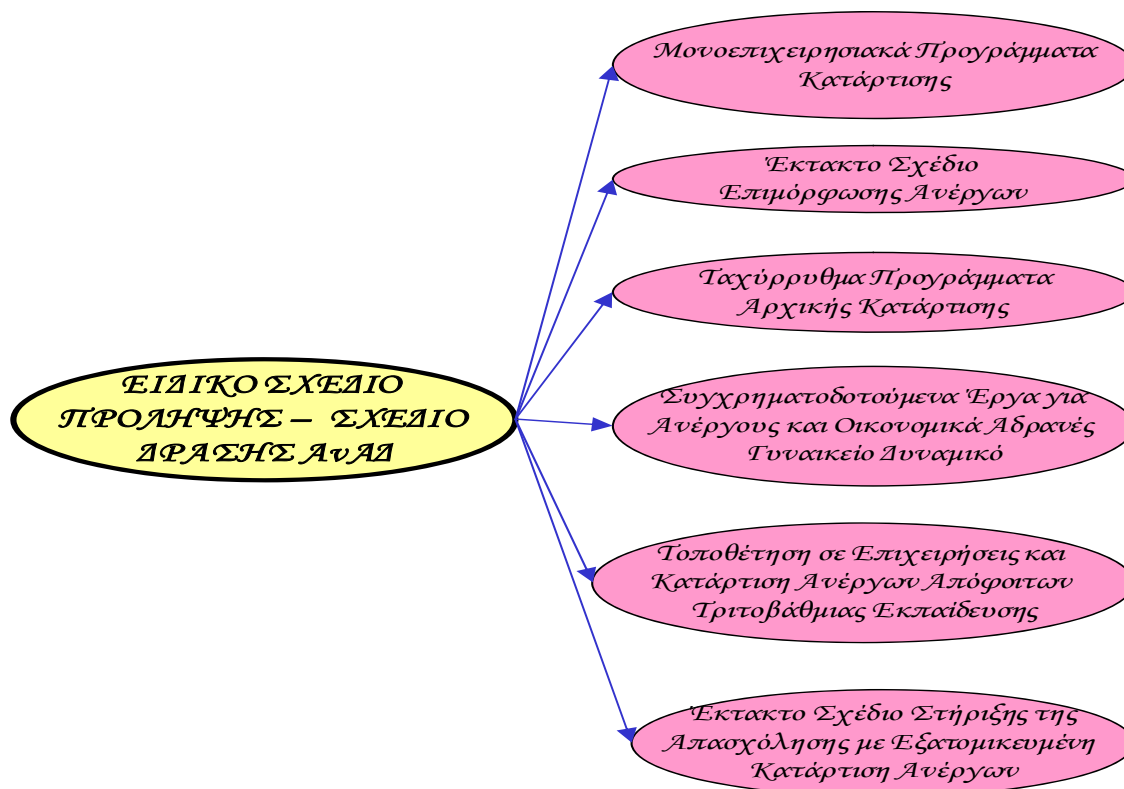 Μονοεπιχειρησιακά Προγράμματα
Κατάρτισης
Έκτακτο Σχέδιο
Επιμόρφωσης Ανέργων
Ταχύρρυθμα Προγράμματα
Αρχικής Κατάρτισης
ΕΙΔΙΚΟ ΣΧΕΔΙΟ
ΠΡΟΛΗΨΗΣ – ΣΧΕΔΙΟ
ΔΡΑΣΗΣ ΑνΑΔ
Συγχρηματοδοτούμενα Έργα για
Ανέργους και Οικονομικά Αδρανές
Γυναικείο Δυναμικό
Τοποθέτηση σε Επιχειρήσεις και
Κατάρτιση Ανέργων Απόφοιτων
Τριτοβάθμιας Εκπαίδευσης
Έκτακτο Σχέδιο Στήριξης της
Απασχόλησης με Εξατομικευμένη
Κατάρτιση Ανέργων